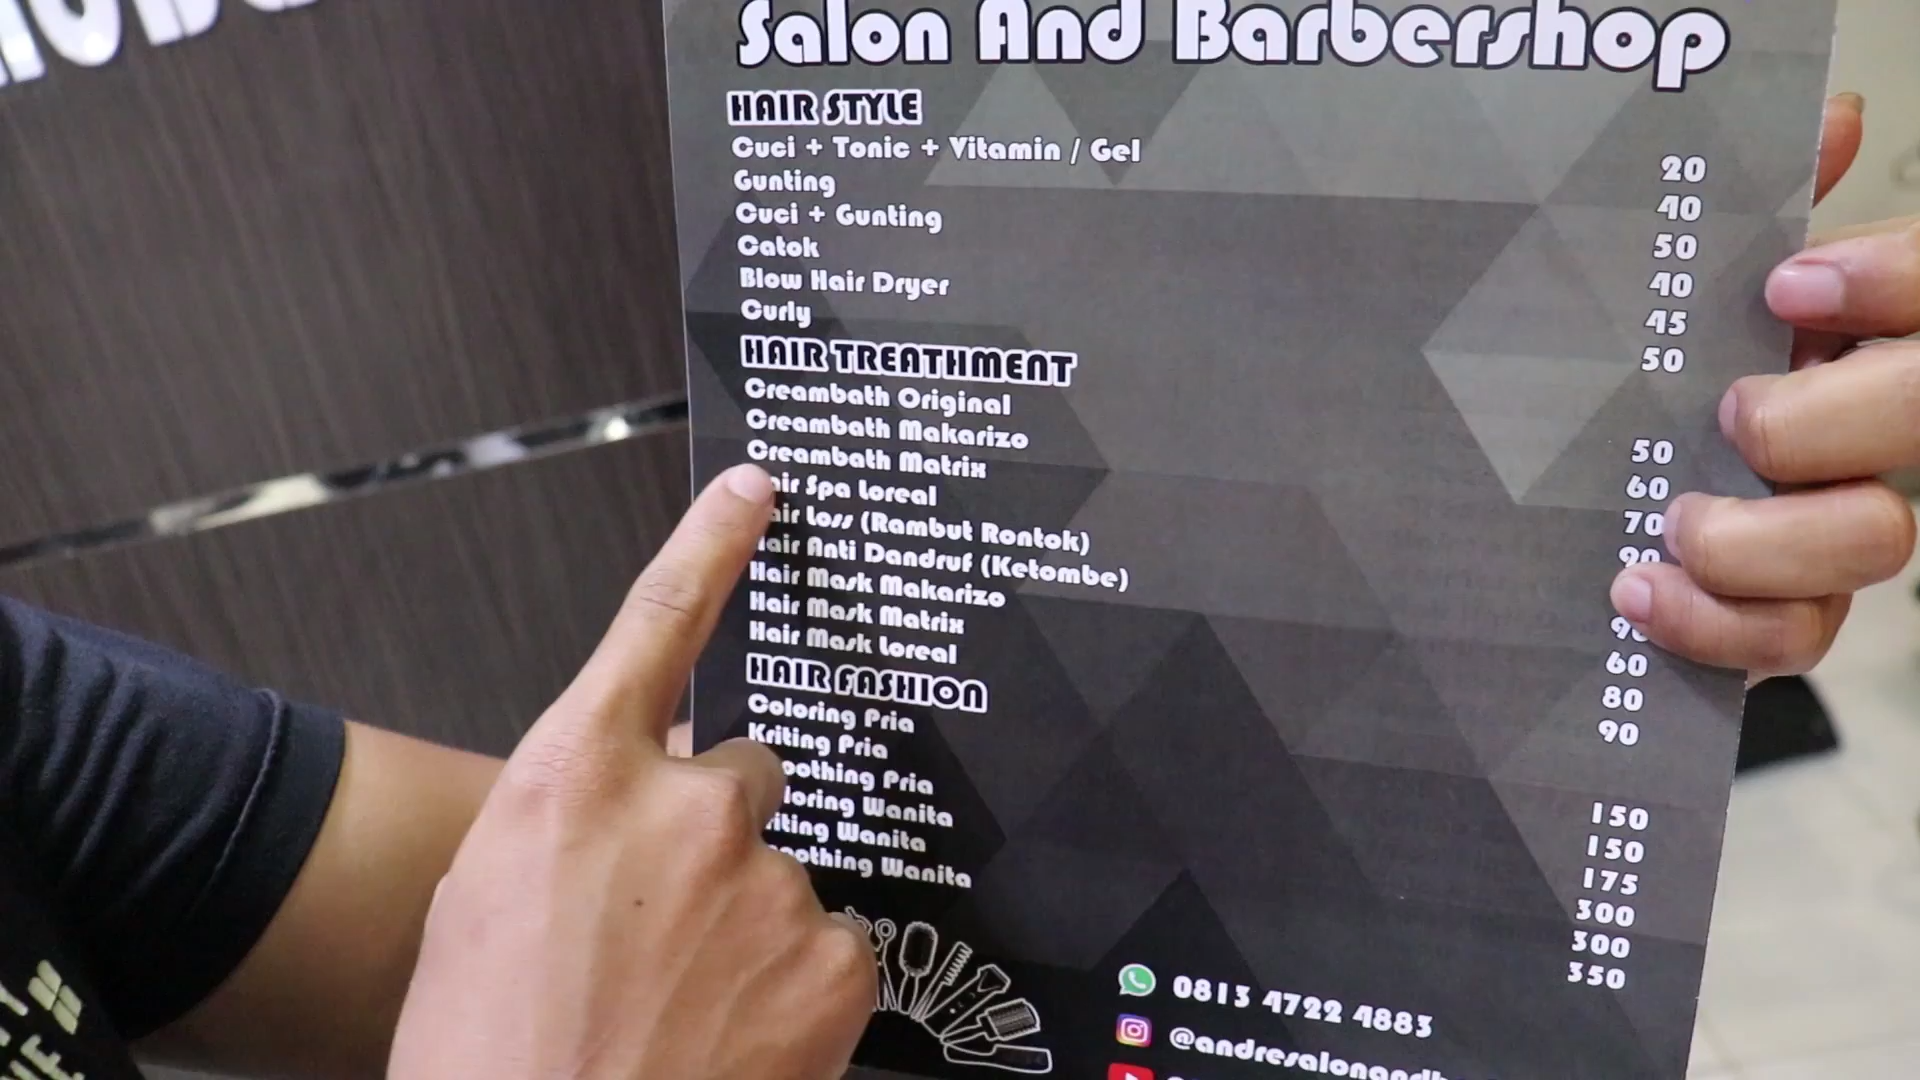 Salon And Barbershop
HAIR STYLE
Cuci + Tonic + Vitamin / Gel 20
Gunting 40
Cuci + Gunting 50
Catok 40
Blow Hair Dryer 45
Curly 50
HAIR TREATHMENT
Creambath Original 50
Creambath Makarizo 60
Creambath Matrix 70
Spa Loreal 90
Loss (Rambut Rontok)
Hair Anti Dandruf (Ketombe) 90
Hair Mask Makarizo 60
Hair Mask Matrix 80
Hair Mask Loreal 90
HAIR FASHION
Coloring Pria 150
Kriting Pria 150
Pria 175
Wanita 300
Wanita 300
Wanita 350
0813 4722 4883